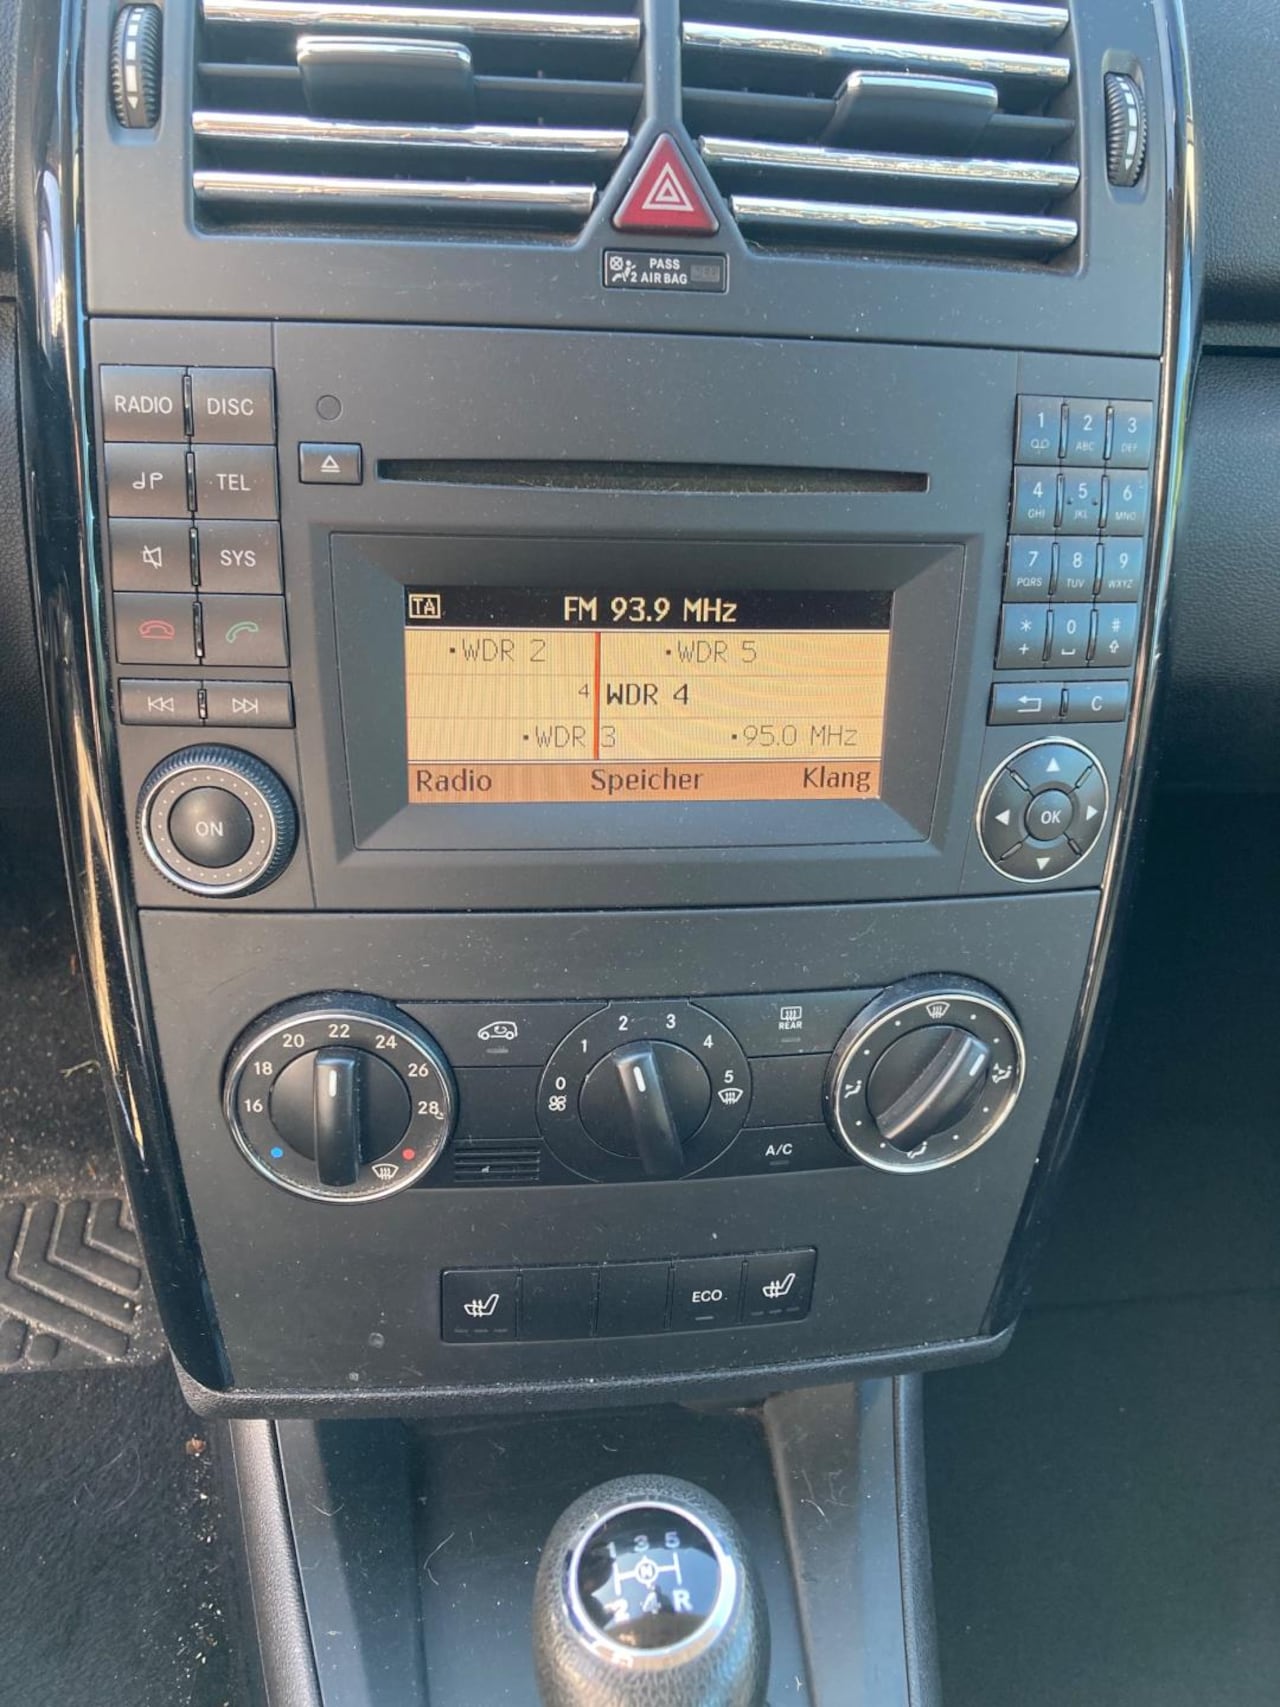 PASS
2 AIRBAG
RADIO DISC
TEL
SYS
ON
1 2 ABC 3 DEF
4 GHI 5 JKL 6 MNO
7 PQRS 8 TUV 9 WXYZ
* + 0 #
C
OK
TA FM 93.9 MHz
·WDR 2 ·WDR 5
4 WDR 4
·WDR 3 ·95.0 MHz
Radio Speicher Klang
16 18 20 22 24 26 28
0 1 2 3 4 5
REAR
A/C
ECO
1 3 5
N
2 4 R